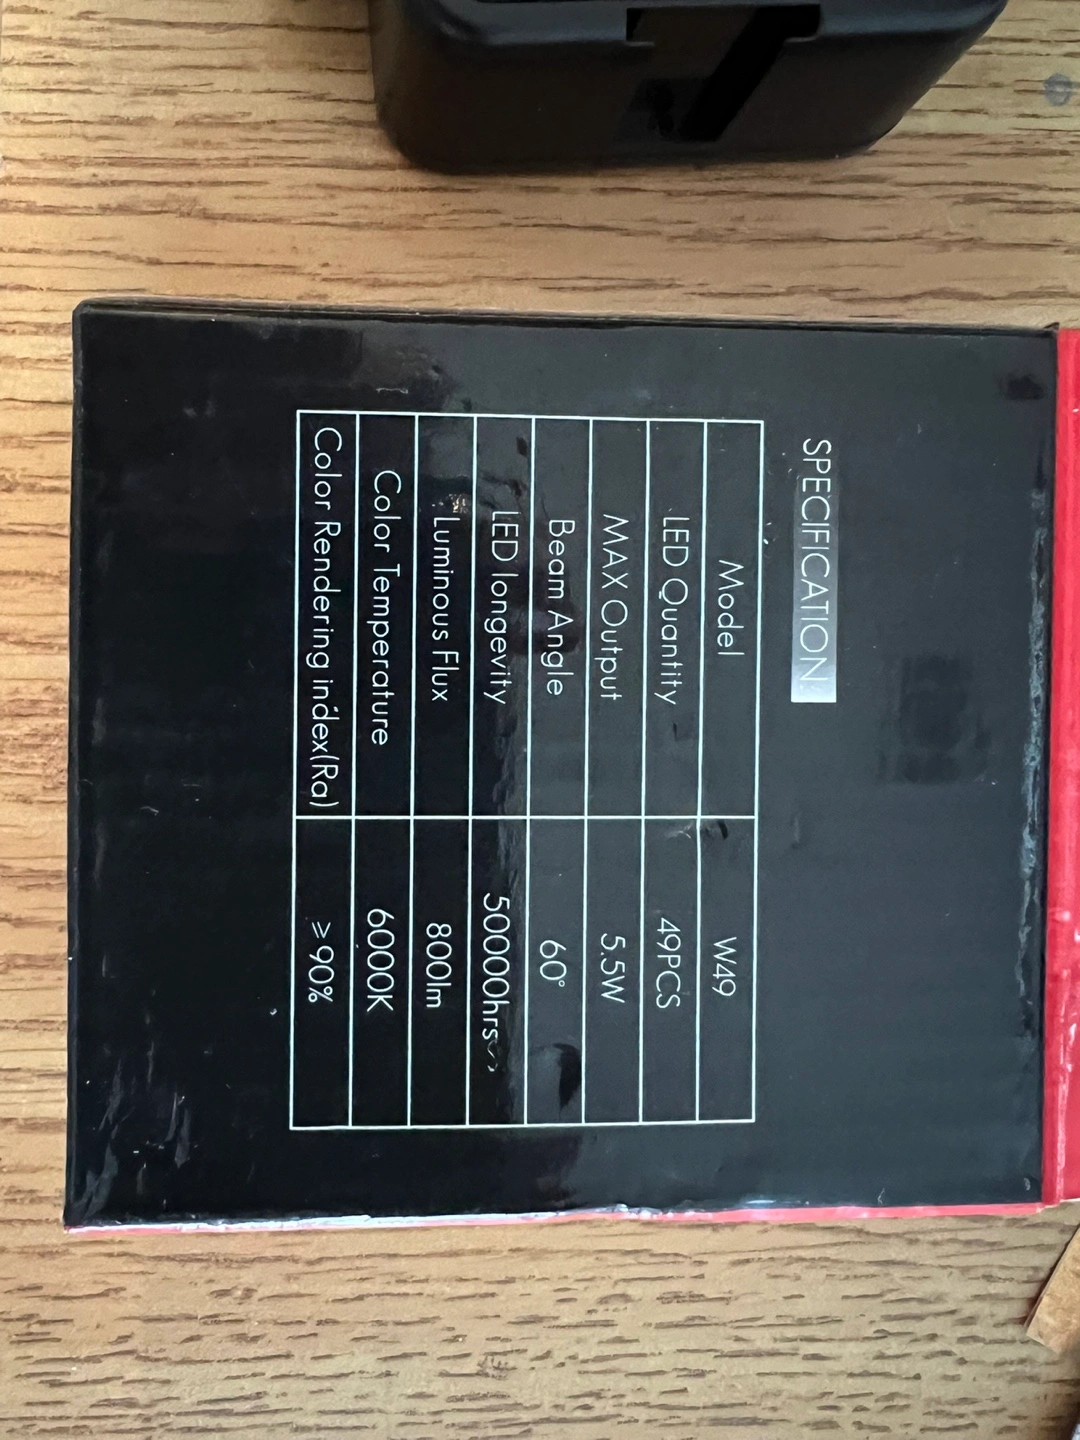 SPECIFICATION
Model W49
LED Quantity 49PCS
MAX Output 5.5W
Beam Angle 60°
LED longevity 50000hrs
Luminous Flux 800lm
Color Temperature 6000K
Color Rendering index(Ra) ≥90%